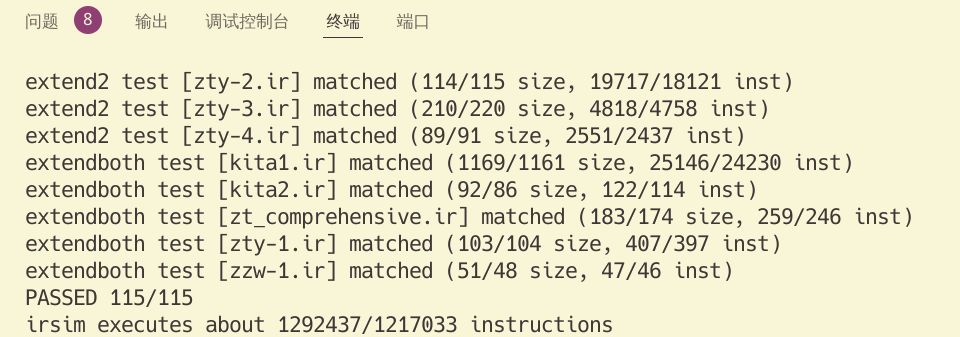 问题 8 输出 调试控制台 终端 端口
extend2 test [zty-2.ir] matched (114/115 size, 19717/18121 inst)
extend2 test [zty-3.ir] matched (210/220 size, 4818/4758 inst)
extend2 test [zty-4.ir] matched (89/91 size, 2551/2437 inst)
extendboth test [kita1.ir] matched (1169/1161 size, 25146/24230 inst)
extendboth test [kita2.ir] matched (92/86 size, 122/114 inst)
extendboth test [zt_comprehensive.ir] matched (183/174 size, 259/246 inst)
extendboth test [zty-1.ir] matched (103/104 size, 407/397 inst)
extendboth test [zzw-1.ir] matched (51/48 size, 47/46 inst)
PASSED 115/115
irsim executes about 1292437/1217033 instructions